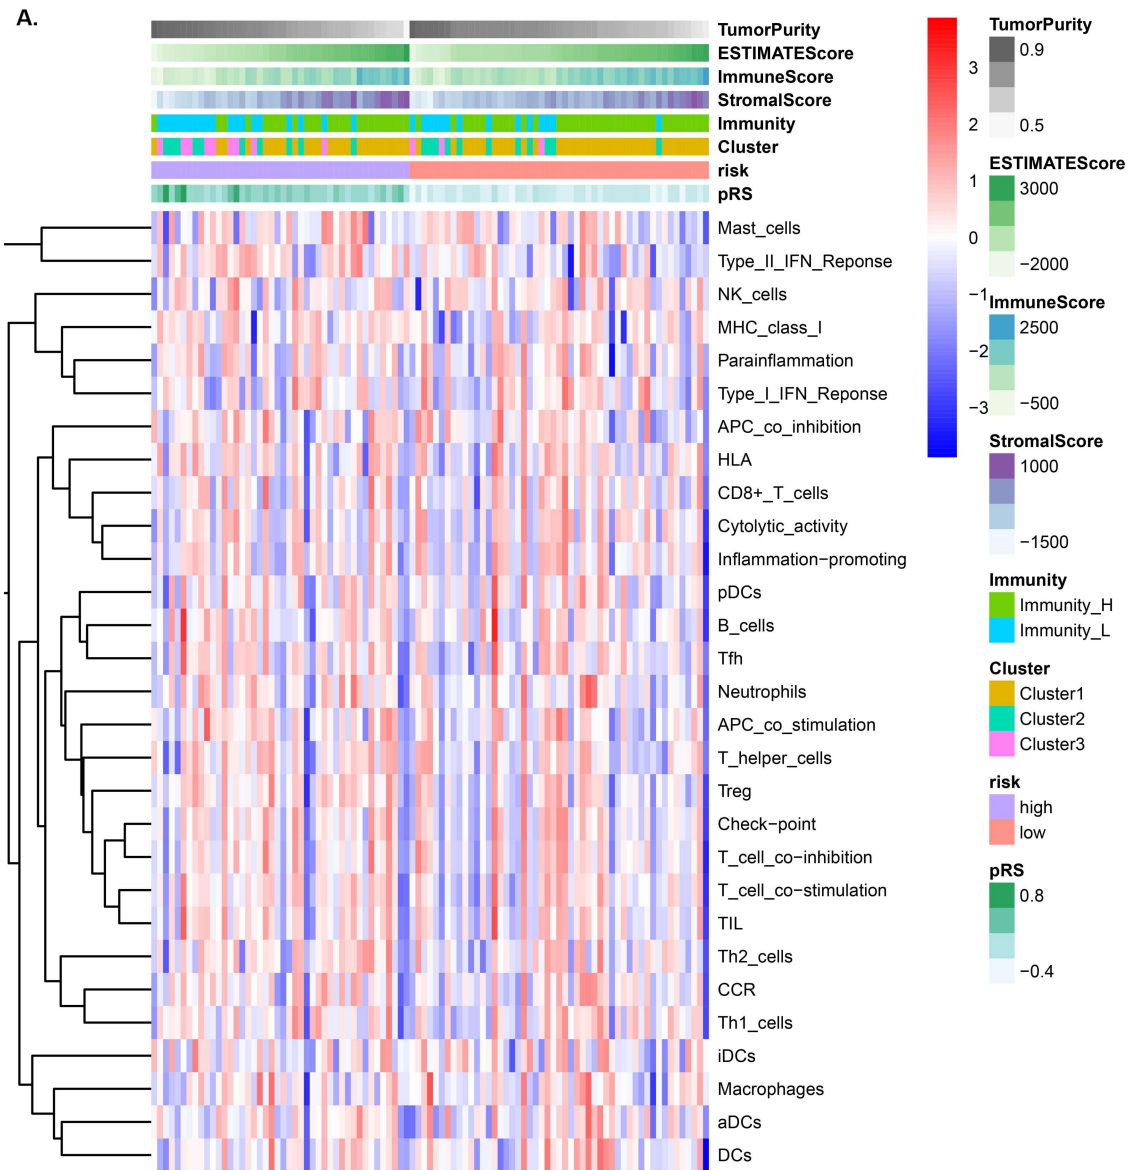 A.
TumorPurity
ESTIMATEScore
ImmuneScore
StromalScore
Immunity
Cluster
risk
pRS
Mast_cells
Type_II_IFN_Reponse
NK_cells
MHC_class_I
Parainflammation
Type_I_IFN_Reponse
APC_co_inhibition
HLA
CD8+_T_cells
Cytolytic_activity
Inflammation−promoting
pDCs
B_cells
Tfh
Neutrophils
APC_co_stimulation
T_helper_cells
Treg
Check−point
T_cell_co−inhibition
T_cell_co−stimulation
TIL
Th2_cells
CCR
Th1_cells
iDCs
Macrophages
aDCs
DCs
3
2
1
0
−1
−2
−3
TumorPurity
0.9
0.5
ESTIMATEScore
3000
−2000
ImmuneScore
2500
−500
StromalScore
1000
−1500
Immunity
Immunity_H
Immunity_L
Cluster
Cluster1
Cluster2
Cluster3
risk
high
low
pRS
0.8
−0.4